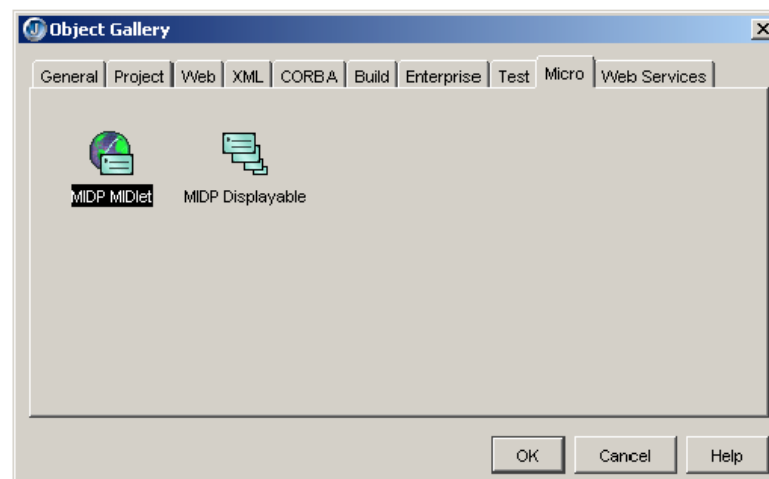 Object Gallery
General Project Web XML CORBA Build Enterprise Test Micro Web Services
MIDP MIDlet MIDP Displayable
OK Cancel Help